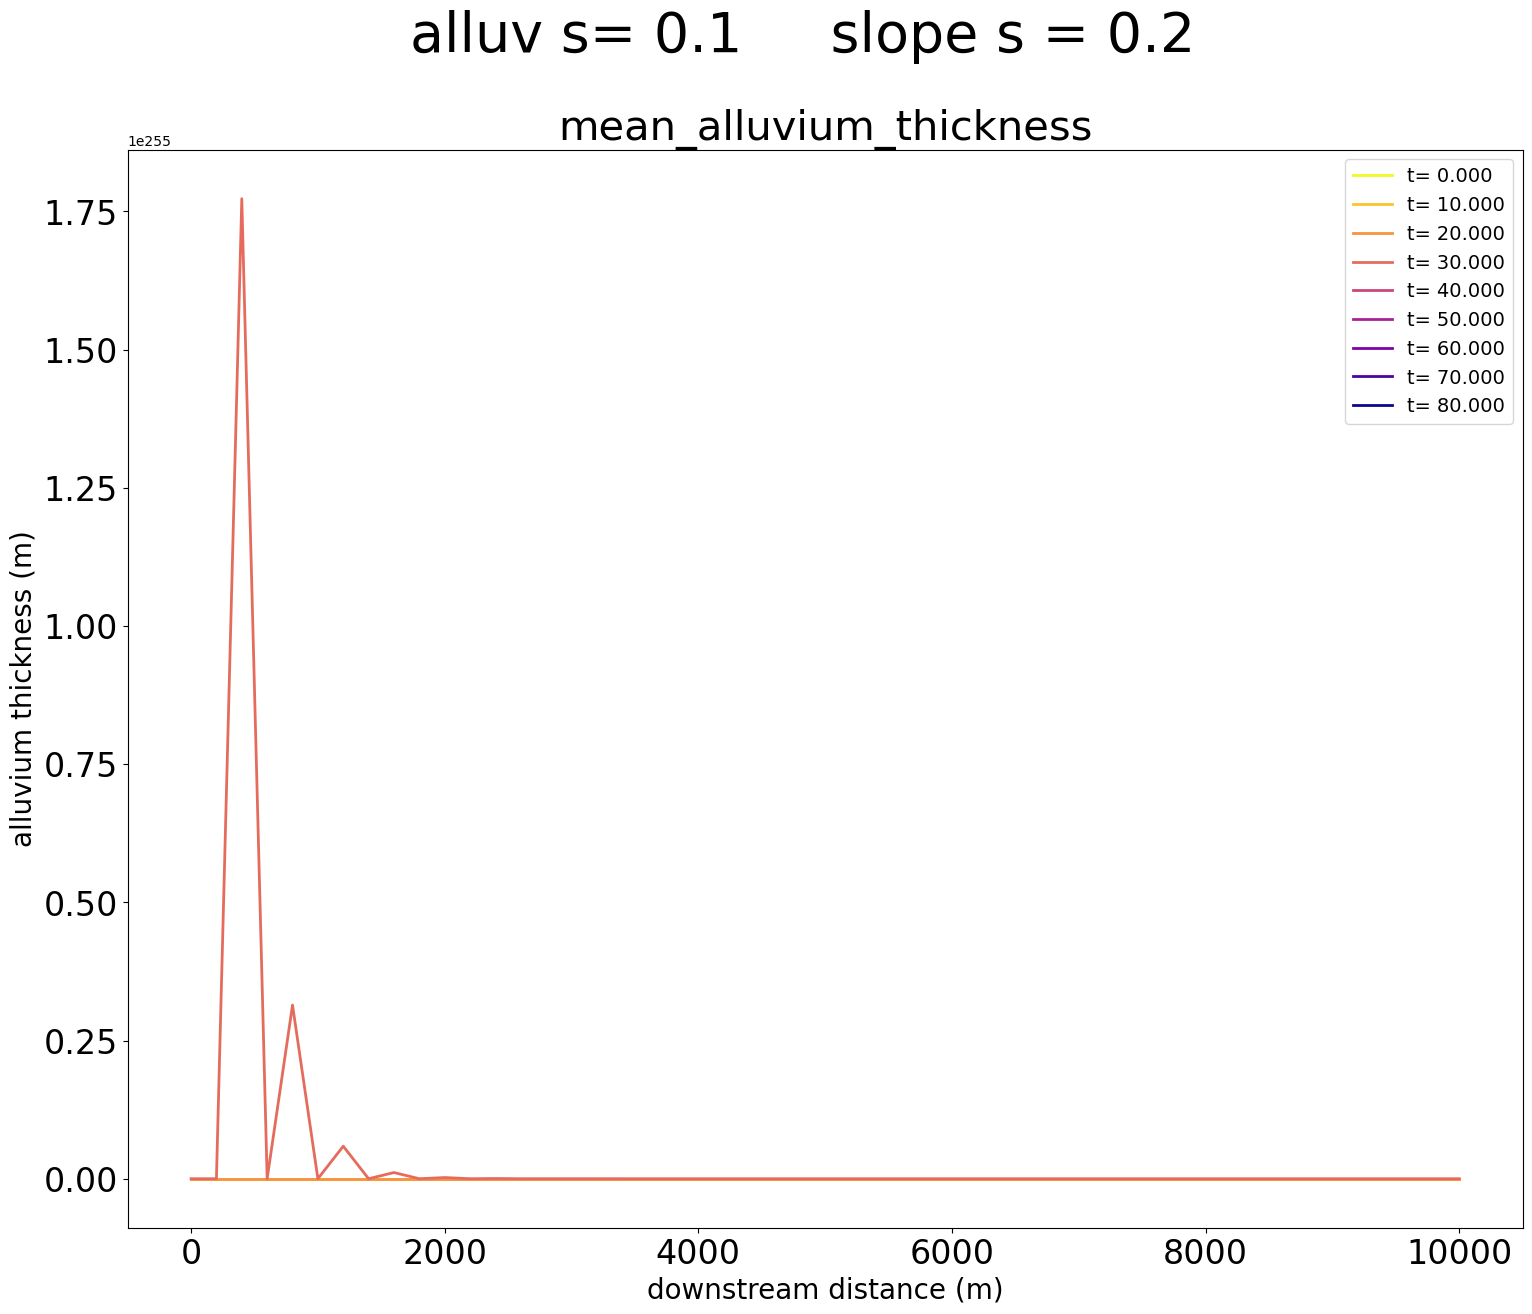 alluv s= 0.1 slope s = 0.2
mean_alluvium_thickness
1e255
t= 0.000
t= 10.000
t= 20.000
t= 30.000
t= 40.000
t= 50.000
t= 60.000
t= 70.000
t= 80.000
alluvium thickness (m)
1.75
1.50
1.25
1.00
0.75
0.50
0.25
0.00
0 2000 4000 6000 8000 10000
downstream distance (m)